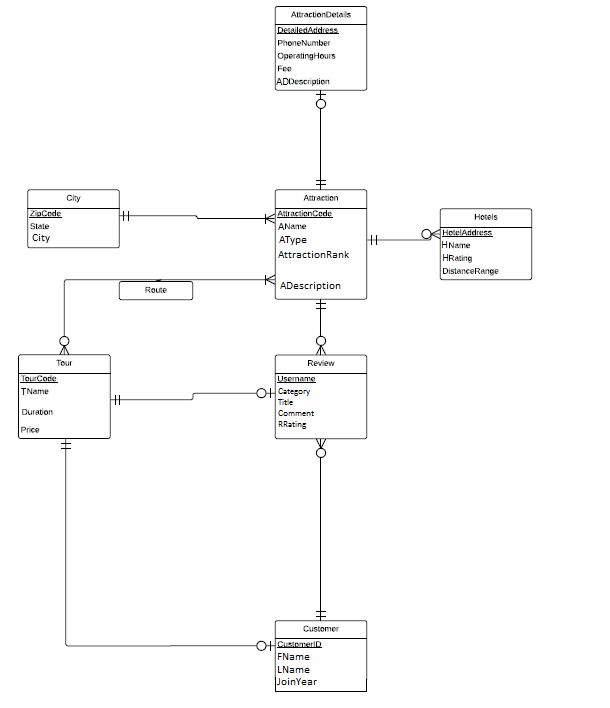 AttractionDetails
DetailedAddress
PhoneNumber
OperatingHours
Fee
ADDescription
City
ZipCode
State
City
Attraction
AttractionCode
AName
AType
AttractionRank
ADescription
Hotels
HotelAddress
HName
HRating
DistanceRange
Route
Tour
TourCode
TName
Duration
Price
Review
Username
Category
Title
Comment
RRating
Customer
CustomerID
FName
LName
JoinYear